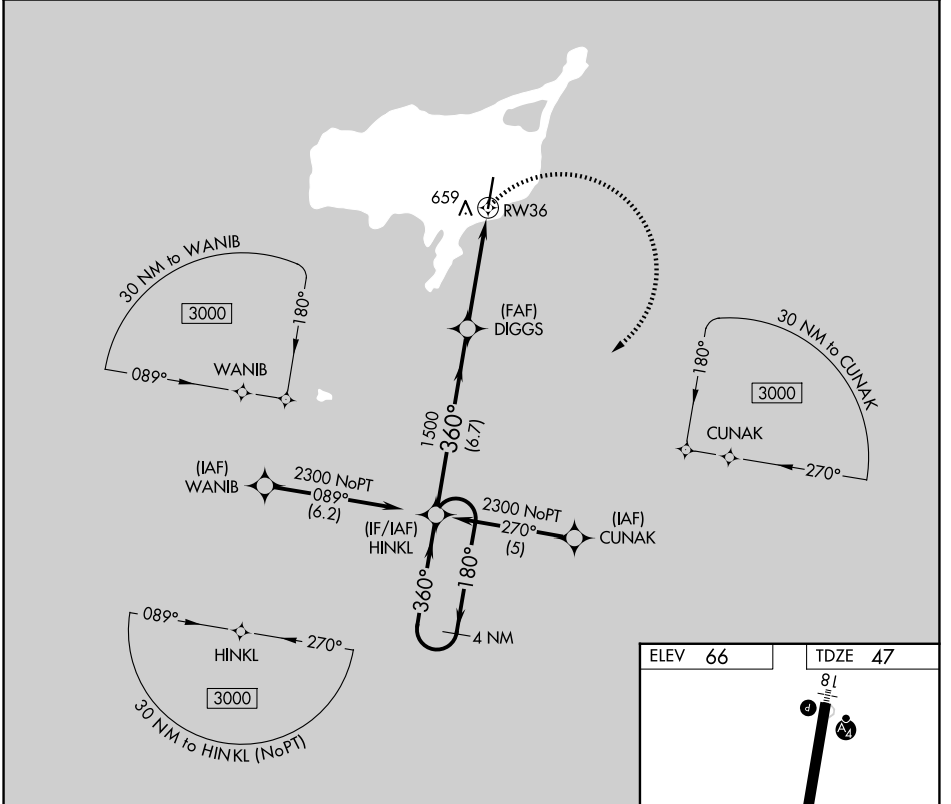 659
RW36
30 NM to WANIB
3000
180°
089°
WANIB
(FAF)
DIGGS
30 NM to CUNAK
180°
3000
CUNAK
270°
1500
360°
(6.7)
(IAF)
WANIB
2300 NoPT
089°
(6.2)
(IF/IAF)
HINKL
2300 NoPT
270°
(5)
(IAF)
CUNAK
360°
180°
4 NM
089°
270°
HINKL
3000
30 NM to HINKL (NoPT)
ELEV 66
TDZE 47
18
P
A4